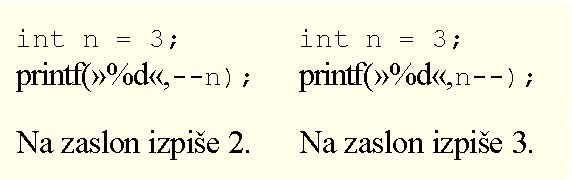 int n = 3;
printf(»%d«,--n);
Na zaslon izpiše 2.
int n = 3;
printf(»%d«,n--);
Na zaslon izpiše 3.